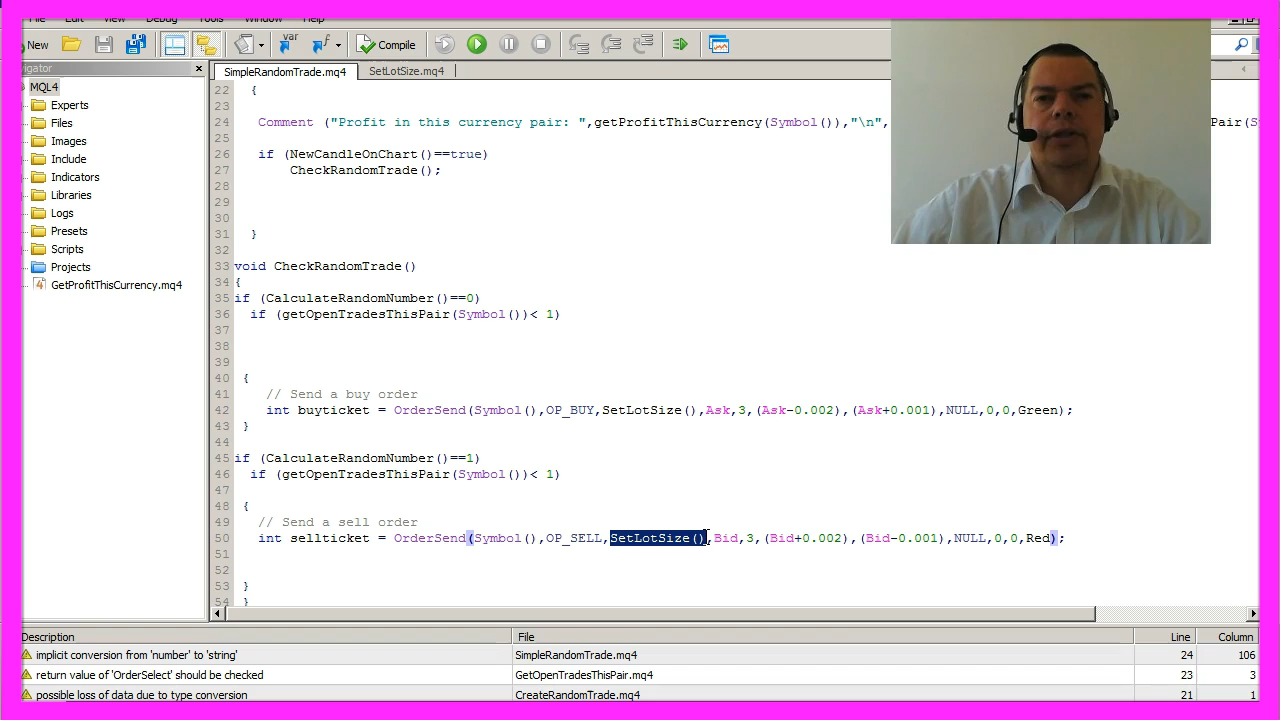 File Edit View Debug Tools Help
New Compile
MQL4
Experts
Files
Images
Include
Indicators
Libraries
Logs
Presets
Scripts
Projects
GetProfitThisCurrency.mq4
SimpleRandomTrade.mq4 SetLotSize.mq4
22 {
23
24 Comment ("Profit in this currency pair: ",getProfitThisCurrency(Symbol()),"\n",
25
26 if (NewCandleOnChart()==true)
27 CheckRandomTrade();
28
29
30
31 }
32
33 void CheckRandomTrade()
34 {
35 if (CalculateRandomNumber()==0)
36 if (getOpenTradesThisPair(Symbol())< 1)
37
38
39
40 {
41 // Send a buy order
42 int buyticket = OrderSend(Symbol(),OP_BUY,SetLotSize(),Ask,3,(Ask-0.002),(Ask+0.001),NULL,0,0,Green);
43 }
44
45 if (CalculateRandomNumber()==1)
46 if (getOpenTradesThisPair(Symbol())< 1)
47
48 {
49 // Send a sell order
50 int sellticket = OrderSend(Symbol(),OP_SELL,SetLotSize(),Bid,3,(Bid+0.002),(Bid-0.001),NULL,0,0,Red);
51
52
53 }
54 }
Description File Line Column
implicit conversion from 'number' to 'string' SimpleRandomTrade.mq4 24 106
return value of 'OrderSelect' should be checked GetOpenTradesThisPair.mq4 23 3
possible loss of data due to type conversion CreateRandomTrade.mq4 21 1